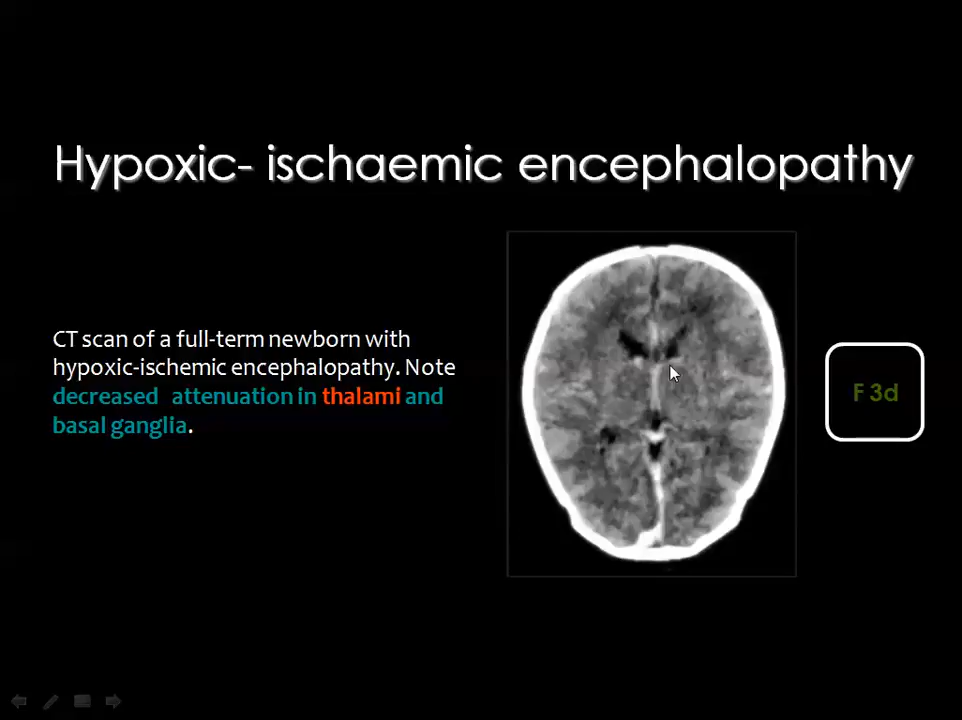 Hypoxic- ischaemic encephalopathy
CT scan of a full-term newborn with
hypoxic-ischemic encephalopathy. Note
decreased attenuation in thalami and
basal ganglia.
F 3d